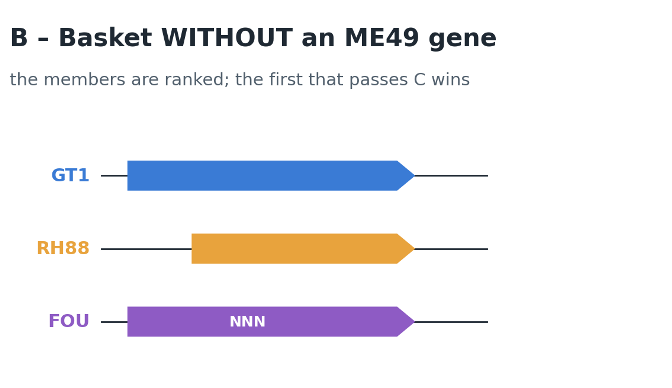 B – Basket WITHOUT an ME49 gene
the members are ranked; the first that passes C wins
GT1
RH88
FOU
NNN